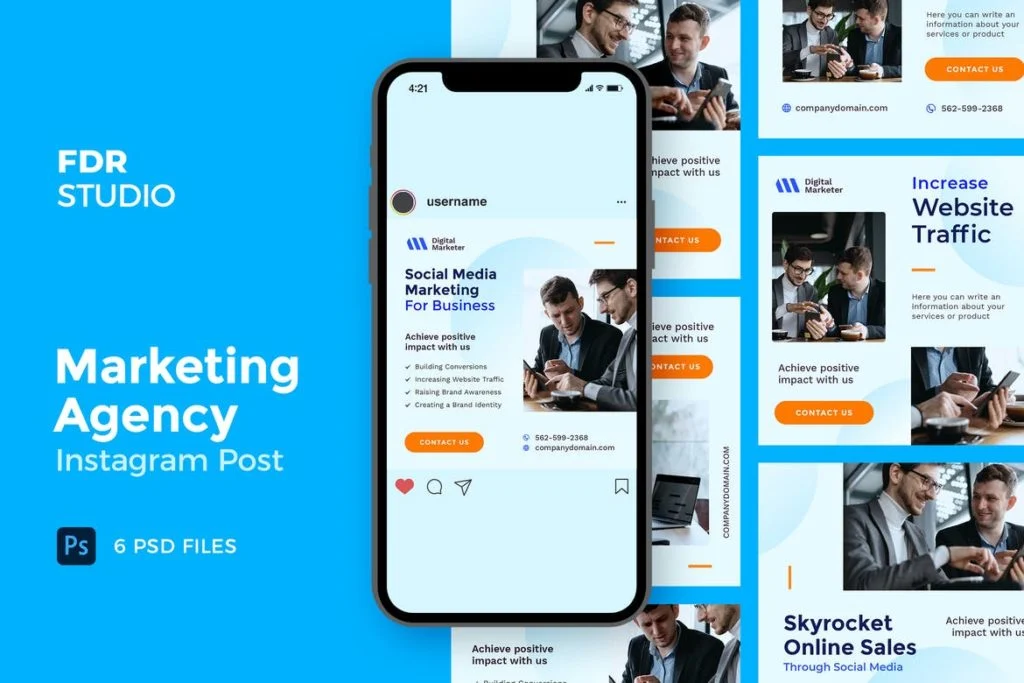 FDR
STUDIO
Marketing
Agency
Instagram Post
Ps
6 PSD FILES
4:21
username
Digital
Marketer
Social Media
Marketing
For Business
Achieve positive
impact with us
Building Conversions
Increasing Website Traffic
Raising Brand Awareness
Creating a Brand Identity
CONTACT US
562-599-2368
companydomain.com
hieve positive
mpact with us
NTACT US
ieve positive
act with us
ONTACT US
COMPANYDOMAIN.COM
Achieve positive
impact with us
Building Conversions
Here you can write an
information about your
services or product
CONTACT US
companydomain.com
562-599-2368
Digital
Marketer
Increase
Website
Traffic
Here you can write an
information about your
services or product
Achieve positive
impact with us
CONTACT US
Skyrocket
Online Sales
Through Social Media
Achieve positive
impact with us